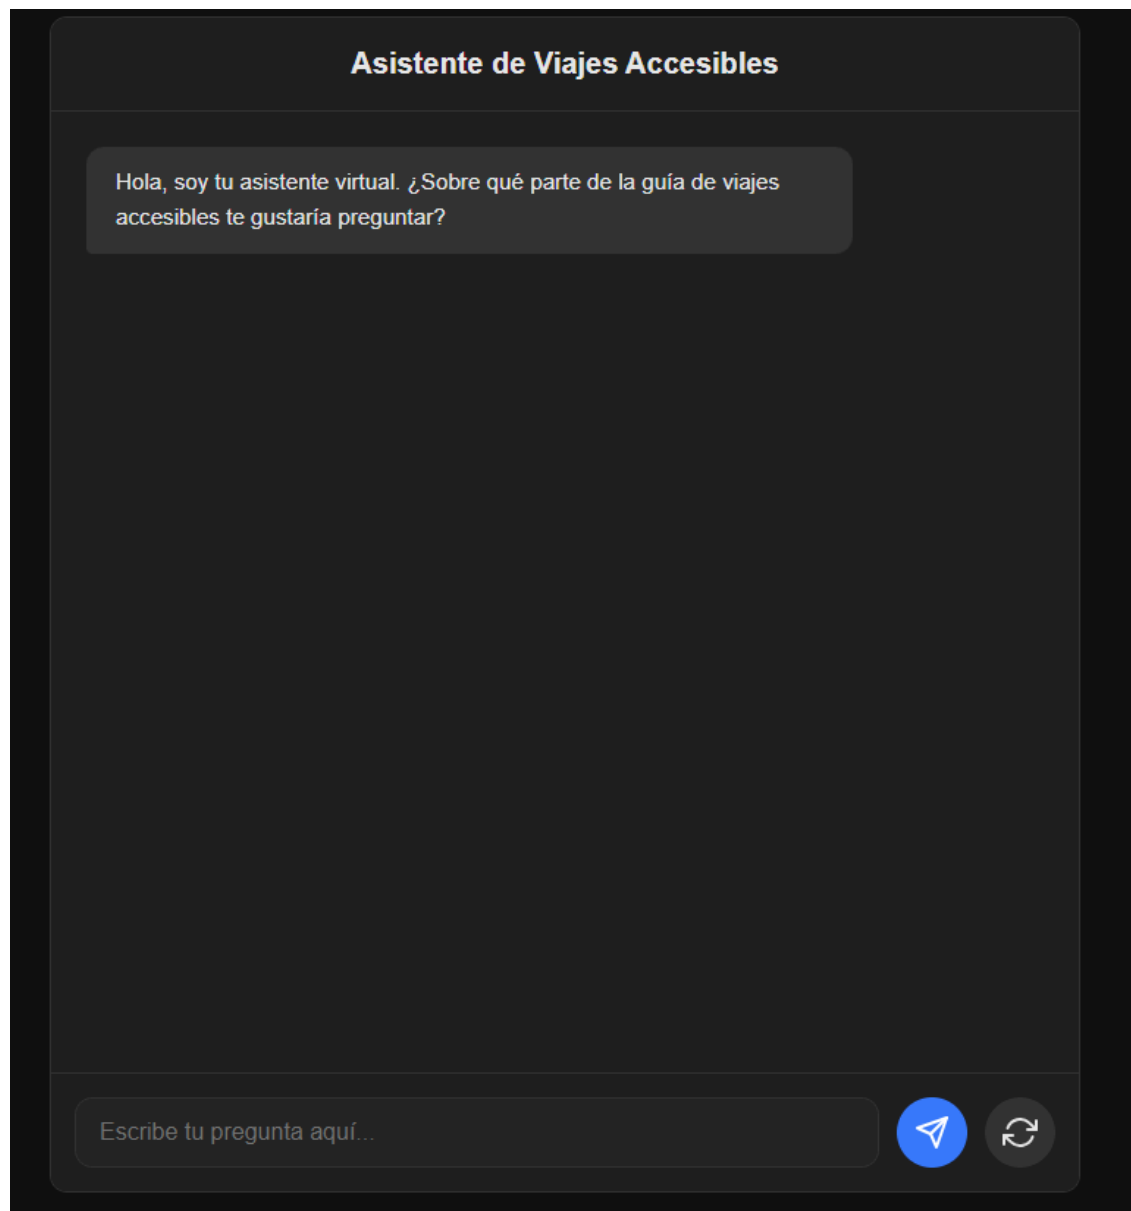 Asistente de Viajes Accesibles
Hola, soy tu asistente virtual. ¿Sobre qué parte de la guía de viajes
accesibles te gustaría preguntar?
Escribe tu pregunta aquí...